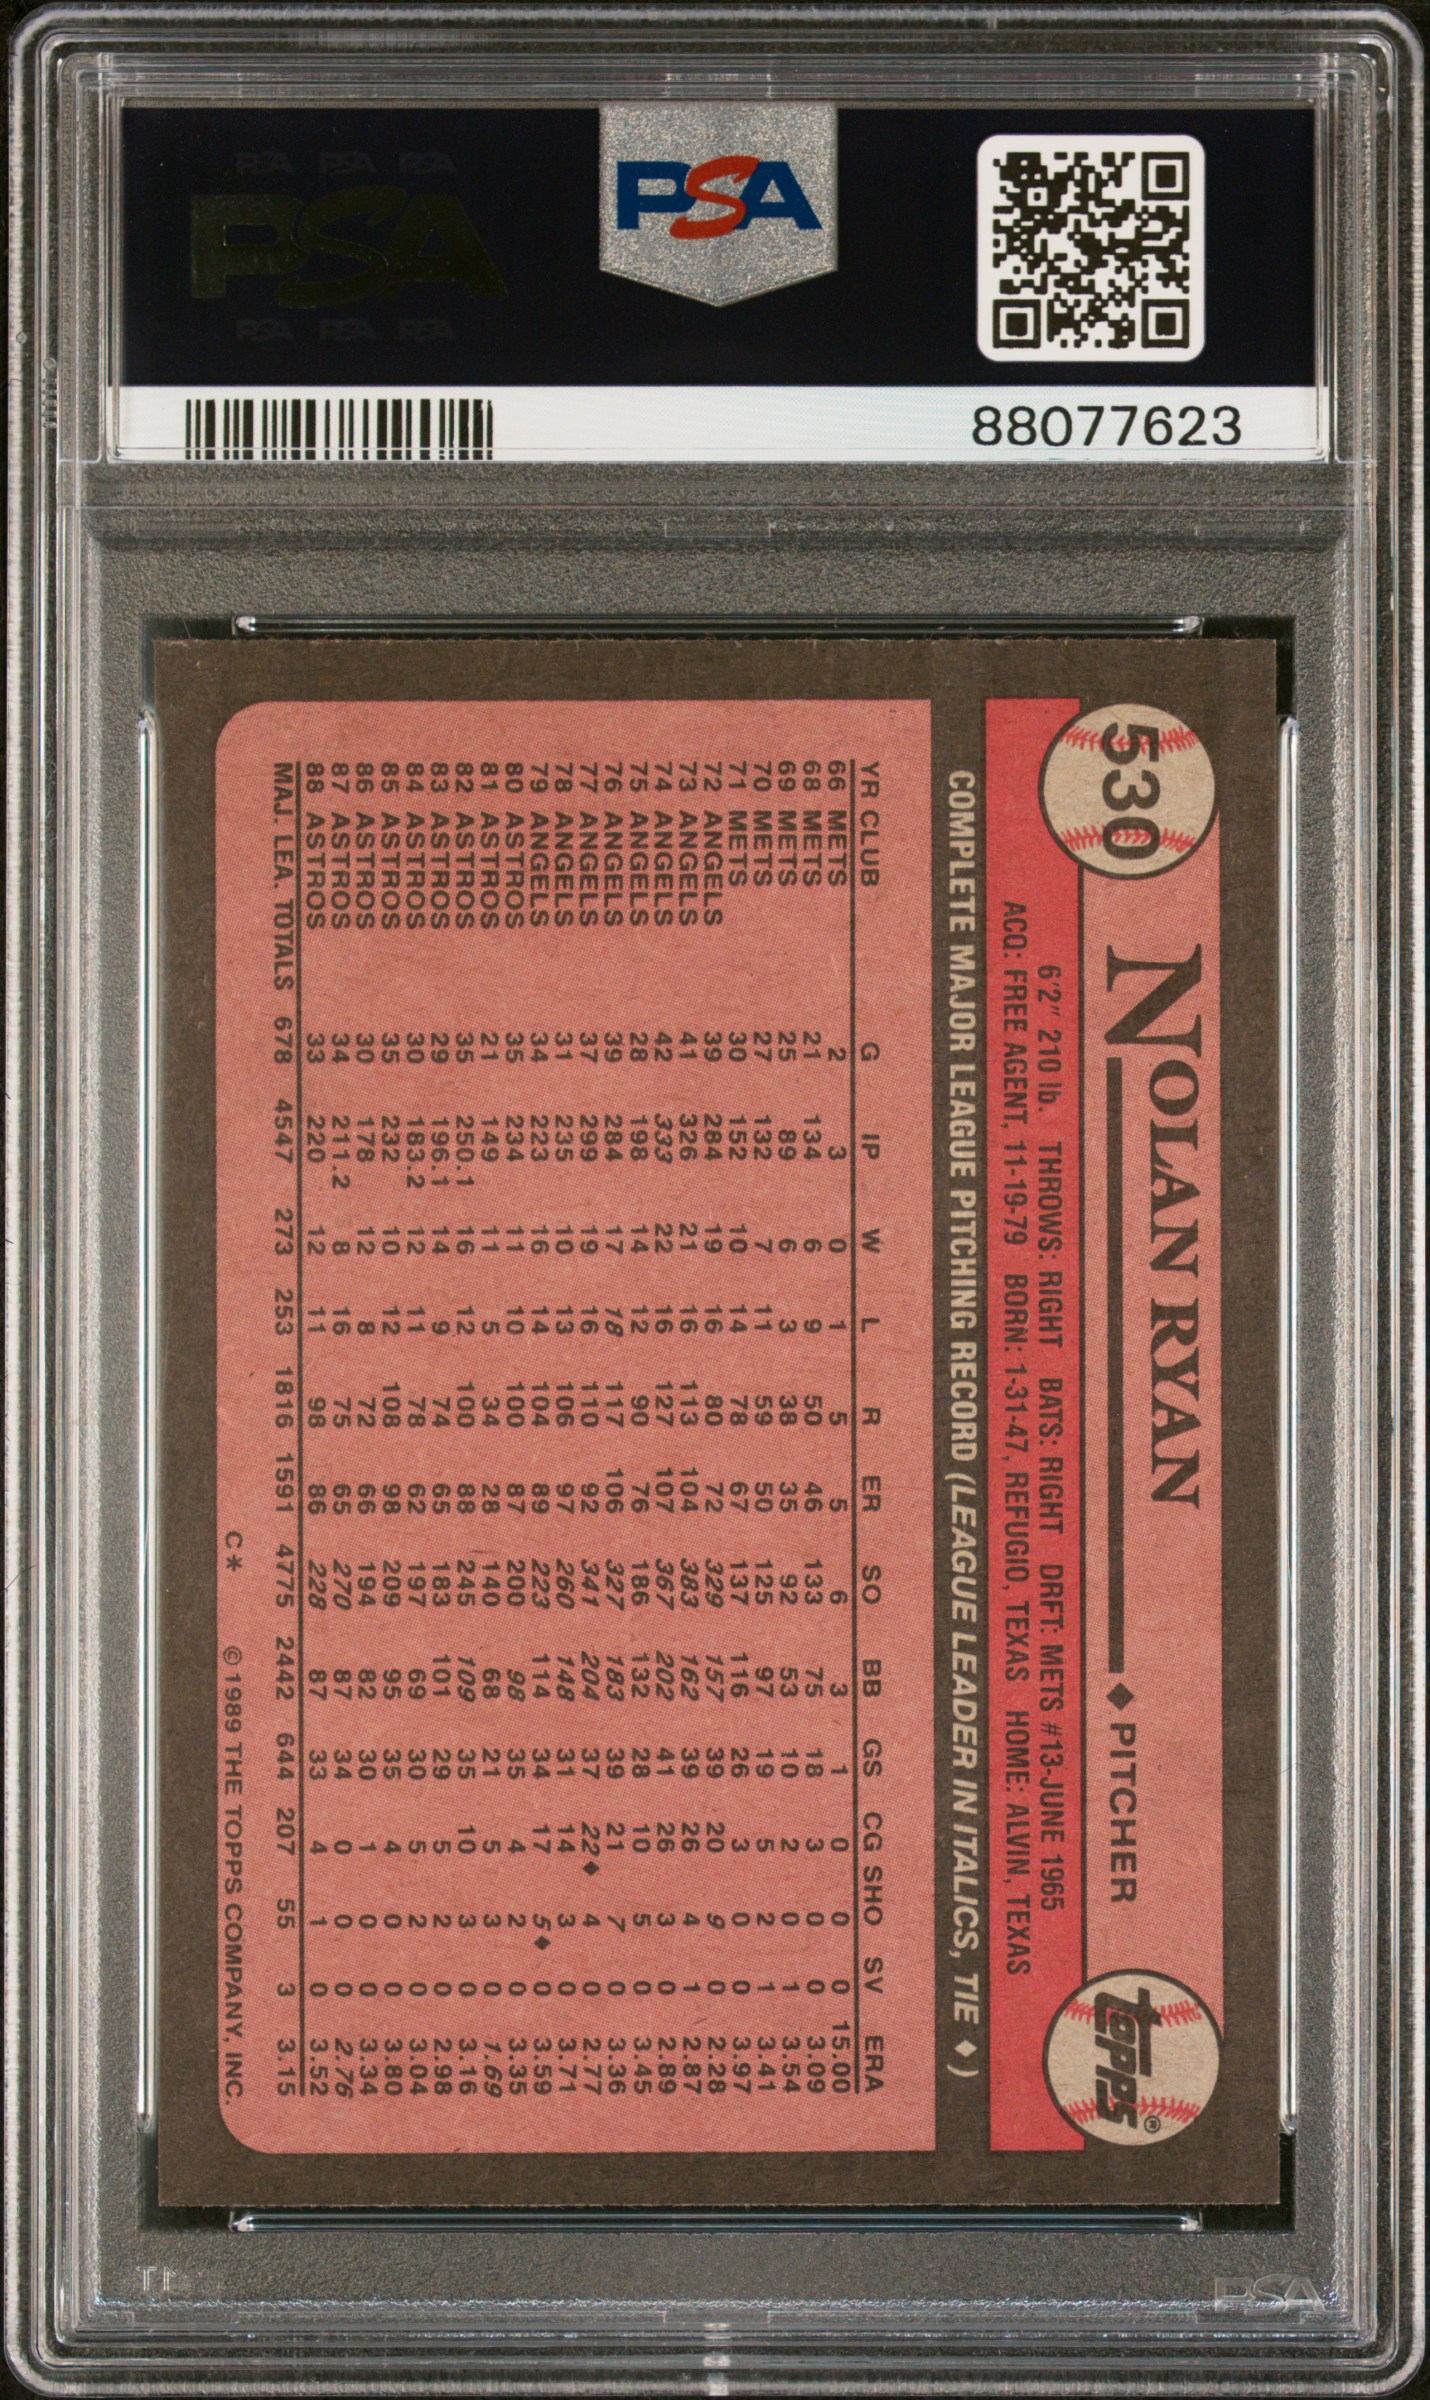 PSA PSA PSA
PSA
PSA PSA PSA
PSA
88077623
530
NOLAN RYAN ◆ PITCHER
topps®
6'2" 210 lb. THROWS: RIGHT BATS: RIGHT DRFT: METS #13-JUNE 1965
ACQ: FREE AGENT, 11-19-79 BORN: 1-31-47, REFUGIO, TEXAS HOME: ALVIN, TEXAS
COMPLETE MAJOR LEAGUE PITCHING RECORD (LEAGUE LEADER IN ITALICS, TIE ◆)
YR CLUB G IP W L R ER SO BB GS CG SHO SV ERA
66 METS 2 3 0 1 5 5 6 3 1 0 0 0 15.00
68 METS 21 134 6 9 50 46 133 75 18 3 0 0 3.09
69 METS 25 89 6 3 38 35 92 53 10 2 0 1 3.54
70 METS 27 132 7 11 59 50 125 97 19 5 2 1 3.41
71 METS 30 152 10 14 78 67 137 116 26 3 0 0 3.97
72 ANGELS 39 284 19 16 80 72 329 157 39 20 9 0 2.28
73 ANGELS 41 326 21 16 113 104 383 162 39 26 4 1 2.87
74 ANGELS 42 333 22 16 127 107 367 202 41 26 3 0 2.89
75 ANGELS 28 198 14 12 90 76 186 132 28 10 5 0 3.45
76 ANGELS 39 284 17 18 117 106 327 183 39 21 7 0 3.36
77 ANGELS 37 299 19 16 110 92 341 204 37 22◆ 4 0 2.77
78 ANGELS 31 235 10 13 106 97 260 148 31 14 3 0 3.71
79 ANGELS 34 223 16 14 104 89 223 114 34 17 5◆ 0 3.59
80 ASTROS 35 234 11 10 100 87 200 98 35 4 2 0 3.35
81 ASTROS 21 149 11 5 34 28 140 68 21 5 3 0 1.69
82 ASTROS 35 250.1 16 12 100 88 245 109 35 10 3 0 3.16
83 ASTROS 29 196.1 14 9 74 65 183 101 29 5 2 0 2.98
84 ASTROS 30 183.2 12 11 78 62 197 69 30 5 2 0 3.04
85 ASTROS 35 232 10 12 108 98 209 95 35 4 0 0 3.80
86 ASTROS 30 178 12 8 72 66 194 82 30 1 0 0 3.34
87 ASTROS 34 211.2 8 16 75 65 270 87 34 0 0 0 2.76
88 ASTROS 33 220 12 11 98 86 228 87 33 4 1 0 3.52
MAJ. LEA. TOTALS 678 4547 273 253 1816 1591 4775 2442 644 207 55 3 3.15
C* © 1989 THE TOPPS COMPANY, INC.
PSA